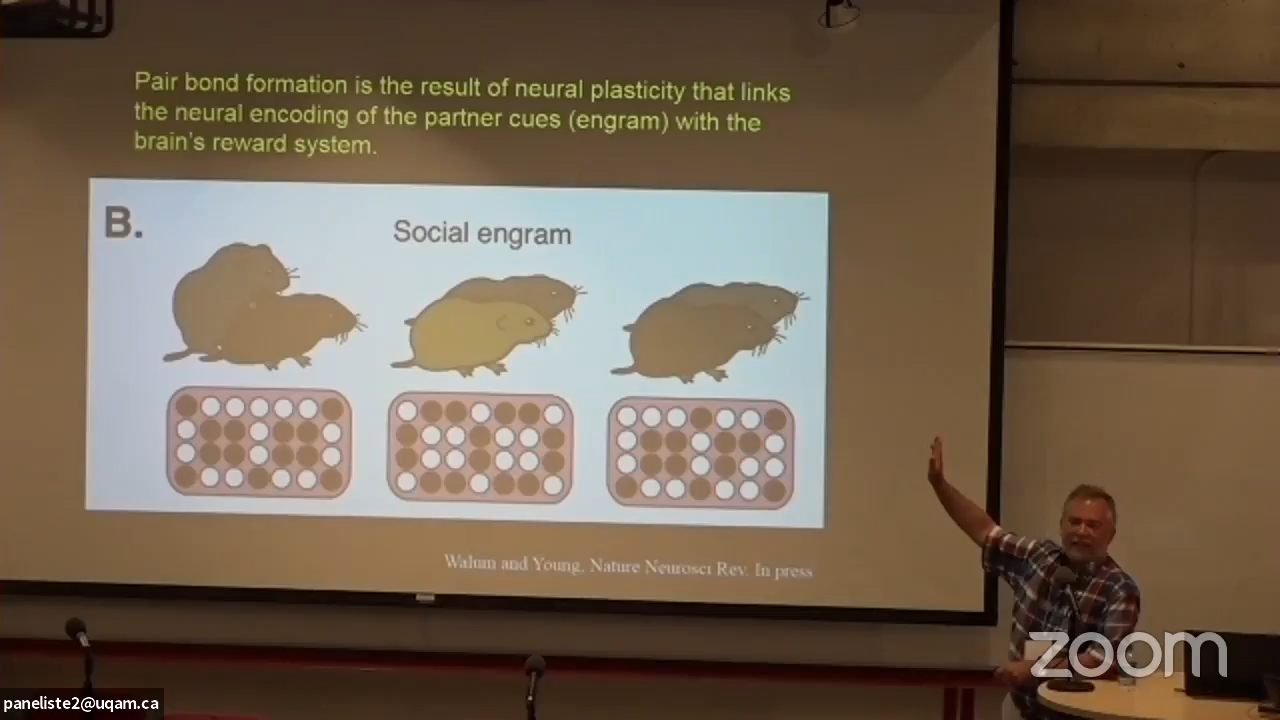 Pair bond formation is the result of neural plasticity that links
the neural encoding of the partner cues (engram) with the
brain's reward system.
B.
Social engram
Walum and Young, Nature Neurosci Rev. In press
zoom
paneliste2@uqam.ca